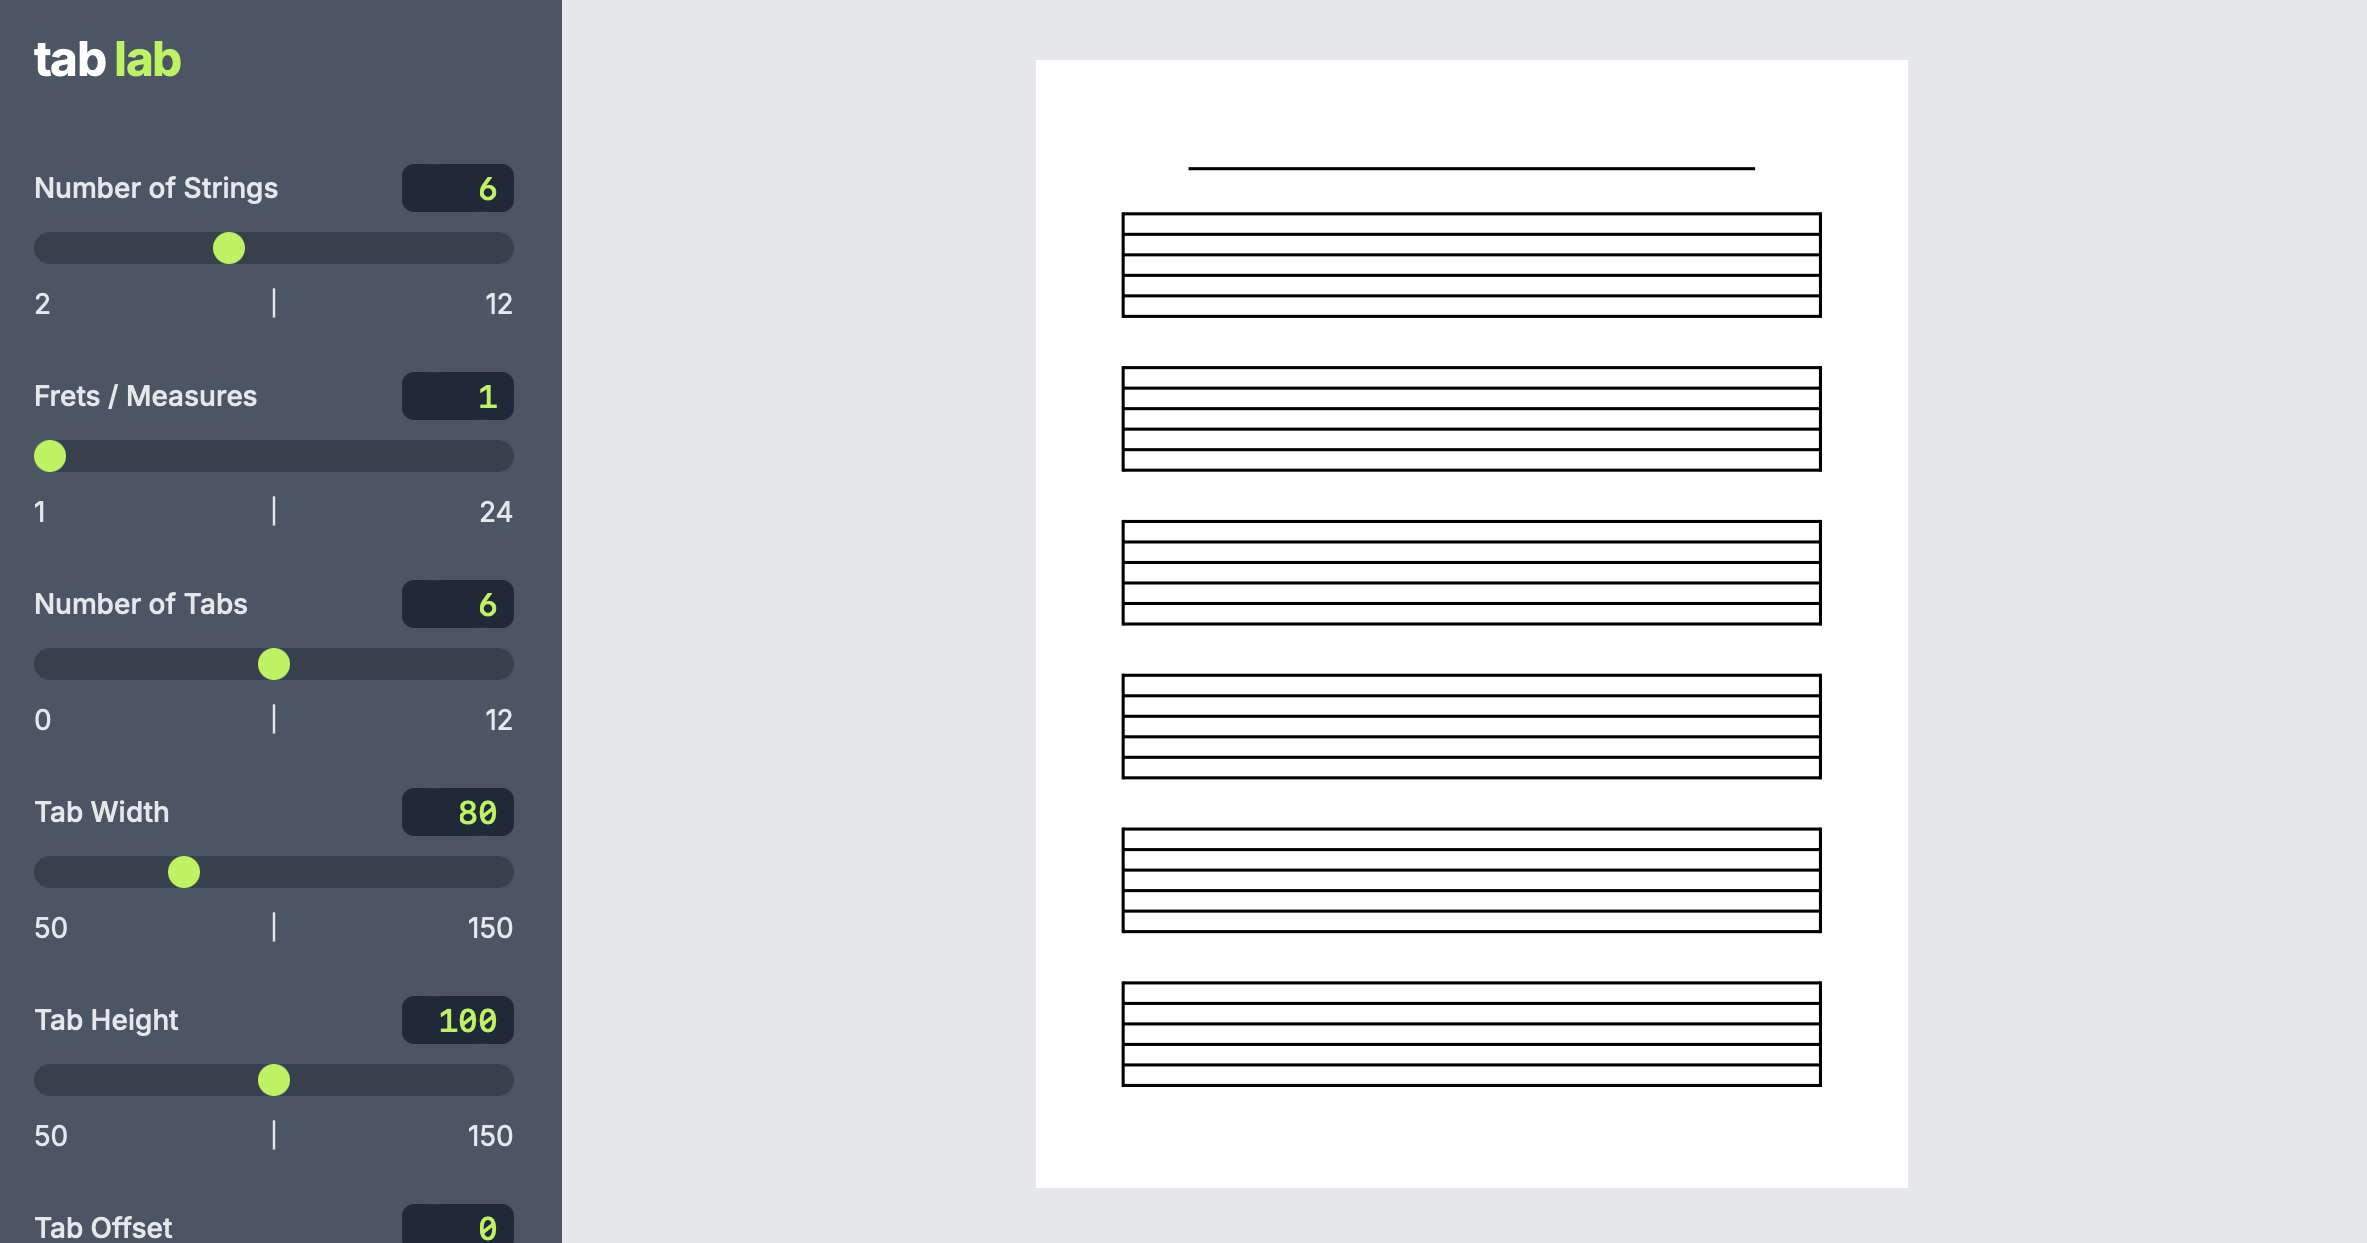 tab lab
Number of Strings 6
2 12
Frets / Measures 1
1 24
Number of Tabs 6
0 12
Tab Width 80
50 150
Tab Height 100
50 150
Tab Offset 0